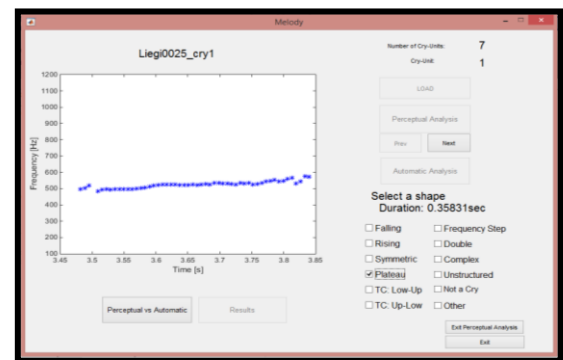 Melody
Liegi0025_cry1
1200
1100
1000
900
800
700
600
500
400
300
200
100
Frequency [Hz]
3.45 3.5 3.55 3.6 3.65 3.7 3.75 3.8 3.85
Time [s]
Perceptual vs Automatic Results
Number of Cry-Units: 7
Cry-Unit: 1
LOAD
Perceptual Analysis
Prev Next
Automatic Analysis
Select a shape
Duration: 0.35831sec
Falling Frequency Step
Rising Double
Symmetric Complex
Plateau Unstructured
TC: Low-Up Not a Cry
TC: Up-Low Other
Exit Perceptual Analysis
Exit